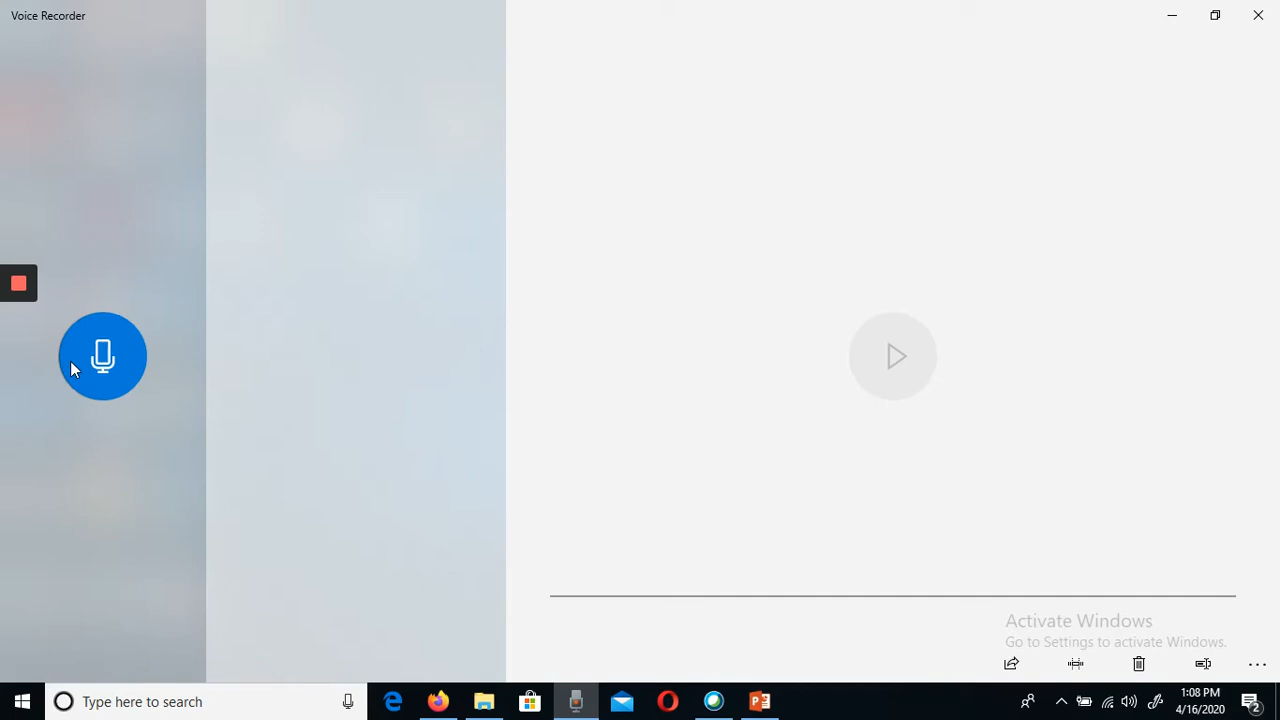 Voice Recorder
Activate Windows
Go to Settings to activate Windows.
Type here to search
1:08 PM
4/16/2020
2